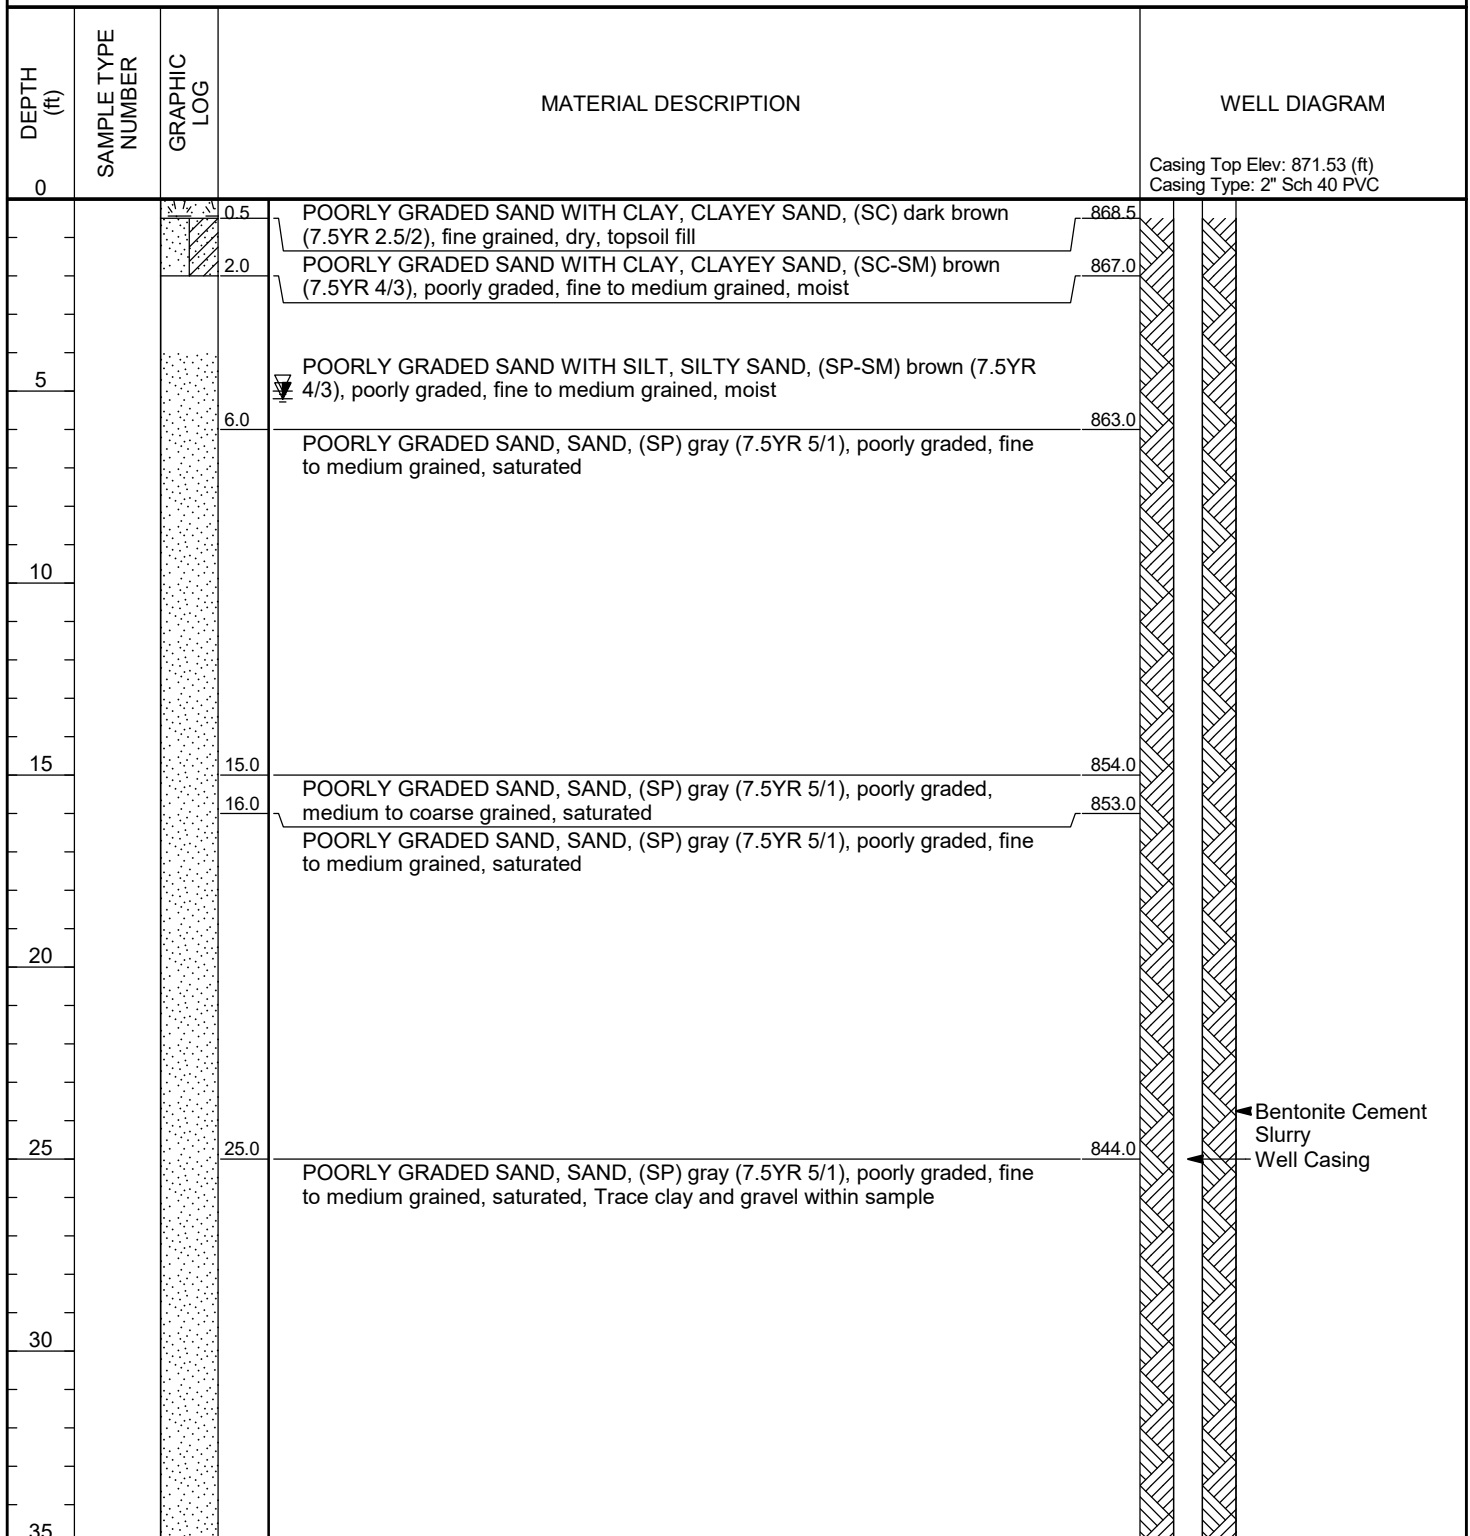 DEPTH
(ft)
SAMPLE TYPE
NUMBER
GRAPHIC
LOG
MATERIAL DESCRIPTION
WELL DIAGRAM
Casing Top Elev: 871.53 (ft)
Casing Type: 2" Sch 40 PVC
0
0.5
POORLY GRADED SAND WITH CLAY, CLAYEY SAND, (SC) dark brown
(7.5YR 2.5/2), fine grained, dry, topsoil fill
868.5
2.0
POORLY GRADED SAND WITH CLAY, CLAYEY SAND, (SC-SM) brown
(7.5YR 4/3), poorly graded, fine to medium grained, moist
867.0
POORLY GRADED SAND WITH SILT, SILTY SAND, (SP-SM) brown (7.5YR
4/3), poorly graded, fine to medium grained, moist
5
6.0
863.0
POORLY GRADED SAND, SAND, (SP) gray (7.5YR 5/1), poorly graded, fine
to medium grained, saturated
10
15
15.0
854.0
POORLY GRADED SAND, SAND, (SP) gray (7.5YR 5/1), poorly graded,
medium to coarse grained, saturated
16.0
853.0
POORLY GRADED SAND, SAND, (SP) gray (7.5YR 5/1), poorly graded, fine
to medium grained, saturated
20
Bentonite Cement
Slurry
25
25.0
844.0
Well Casing
POORLY GRADED SAND, SAND, (SP) gray (7.5YR 5/1), poorly graded, fine
to medium grained, saturated, Trace clay and gravel within sample
30
35